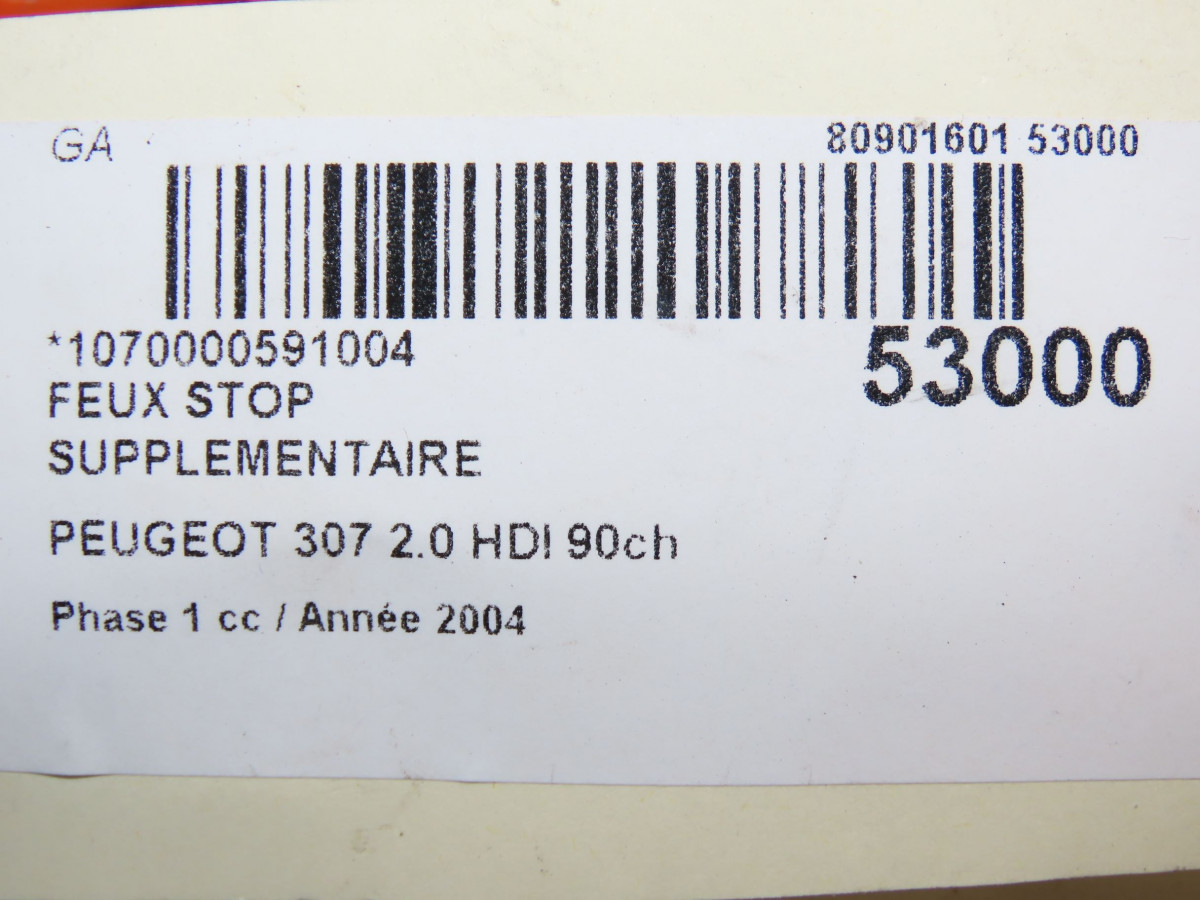 GA
80901601 53000
*1070000591004
53000
FEUX STOP
SUPPLEMENTAIRE
PEUGEOT 307 2.0 HDI 90ch
Phase 1 cc / Année 2004